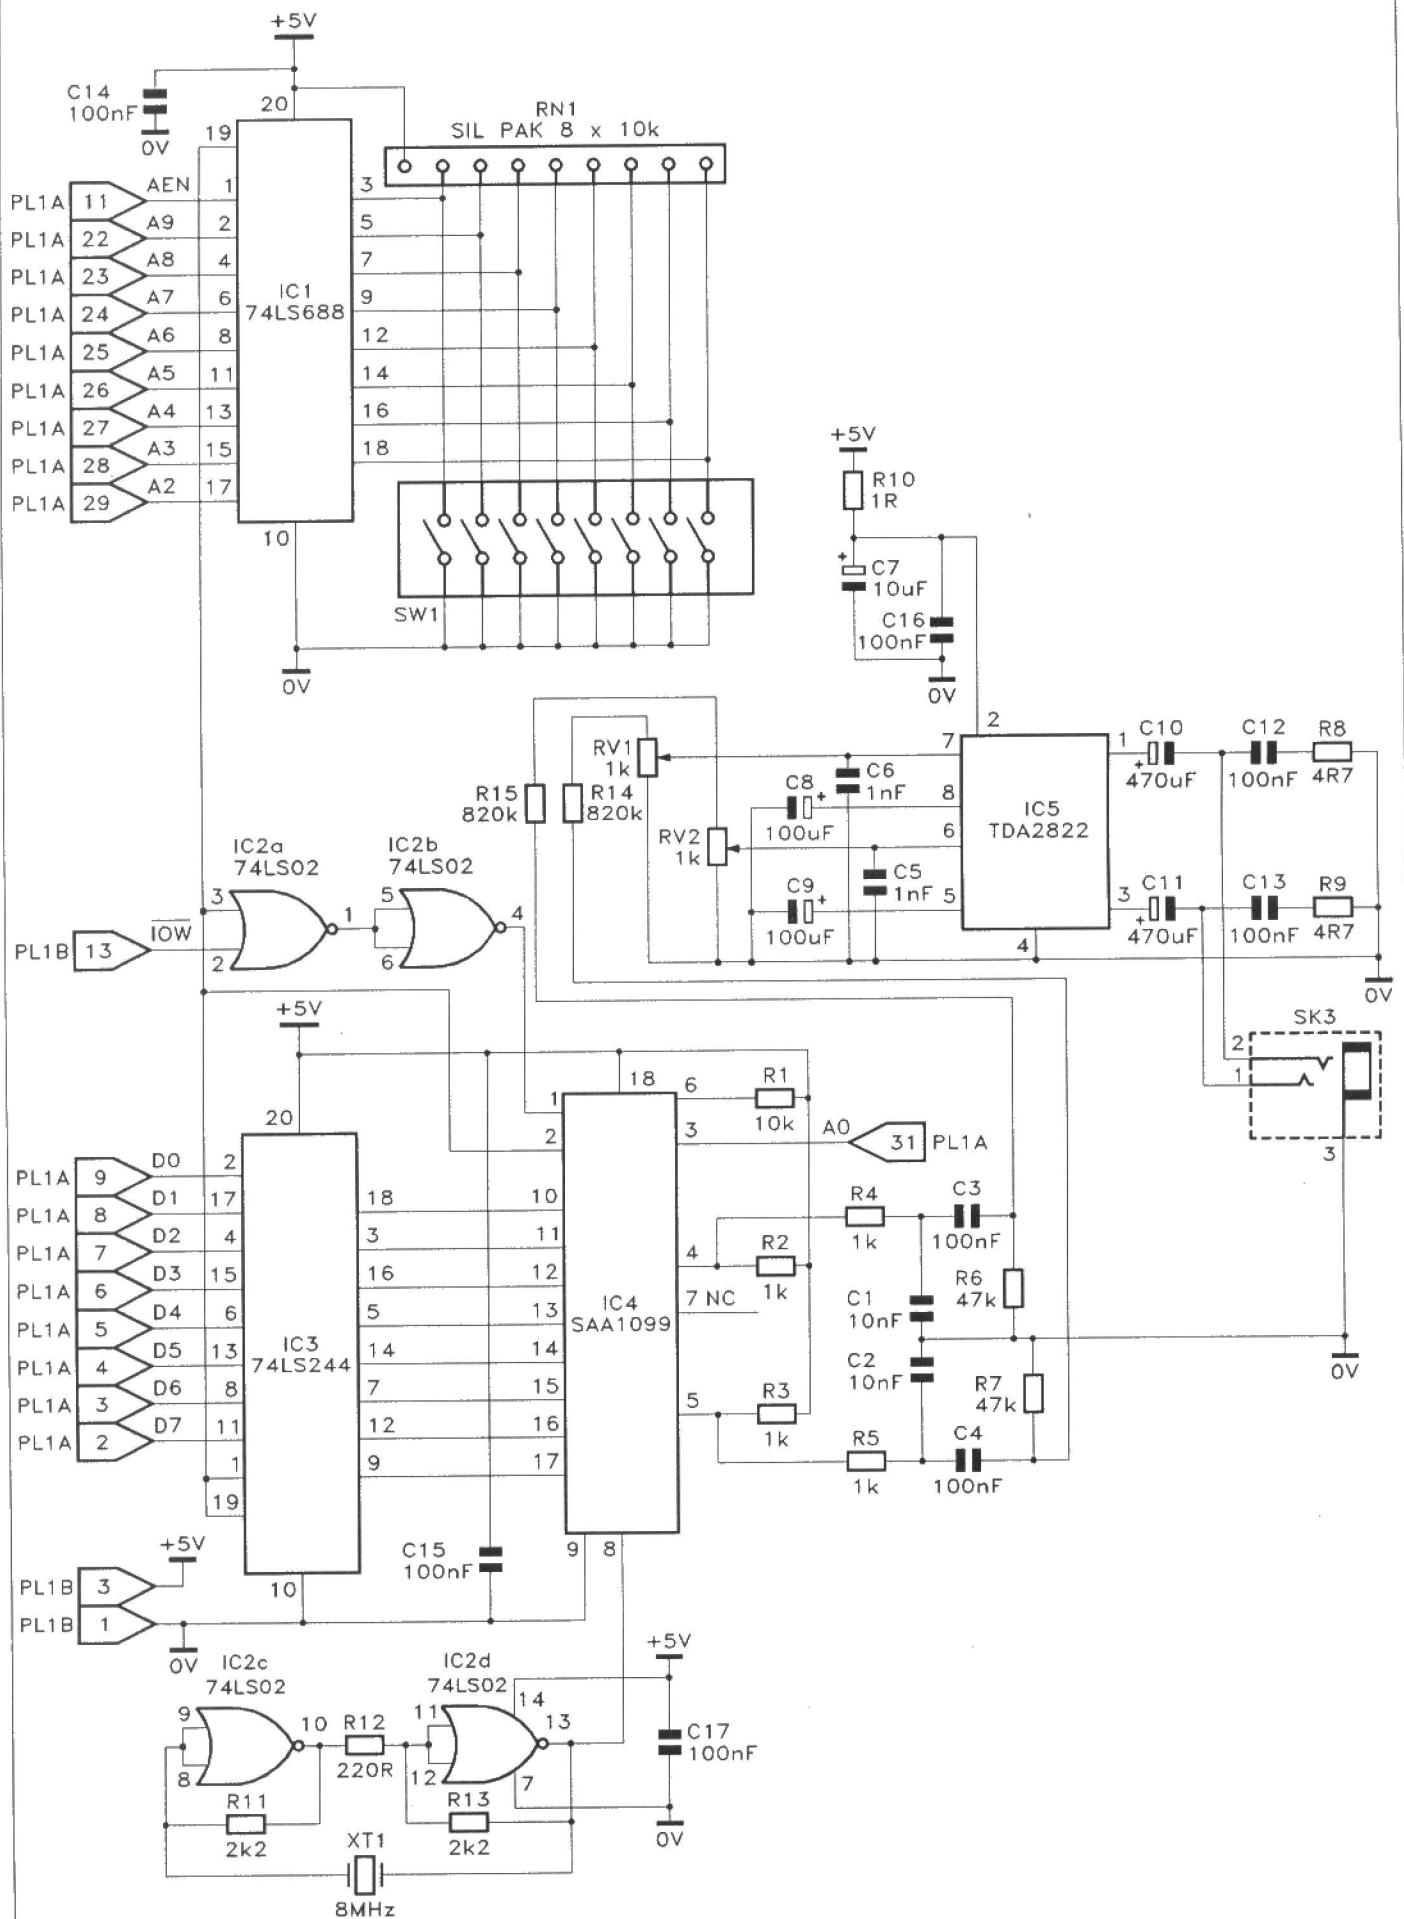 +5V
C14
100nF
0V
20
19
RN1
SIL PAK 8 x 10k
PL1A 11 AEN 1
PL1A 22 A9 2
PL1A 23 A8 4
PL1A 24 A7 6
PL1A 25 A6 8
PL1A 26 A5 11
PL1A 27 A4 13
PL1A 28 A3 15
PL1A 29 A2 17
IC1
74LS688
3
5
7
9
12
14
16
18
10
0V
SW1
+5V
R10
1R
+
C7
10uF
C16
100nF
0V
R15
820k
R14
820k
RV1
1k
RV2
1k
C6
1nF
C8
+
100uF
C5
1nF
C9
+
100uF
2
7
8
6
5
4
1
3
IC5
TDA2822
C10
+
470uF
C12
100nF
R8
4R7
C11
+
470uF
C13
100nF
R9
4R7
0V
IC2a
74LS02
3
2
1
IC2b
74LS02
5
6
4
PL1B 13 IOW
SK3
2
1
3
0V
+5V
20
PL1A 9 D0 2
PL1A 8 D1 17
PL1A 7 D2 4
PL1A 6 D3 15
PL1A 5 D4 6
PL1A 4 D5 13
PL1A 3 D6 8
PL1A 2 D7 11
1
19
IC3
74LS244
18
3
16
5
14
7
12
9
10
1
2
10
11
12
13
14
15
16
17
18
IC4
SAA1099
6
3
4
7 NC
5
9
8
R1
10k
A0 31 PL1A
R4
1k
C3
100nF
R2
1k
R6
47k
C1
10nF
C2
10nF
R7
47k
R3
1k
R5
1k
C4
100nF
C15
100nF
+5V
PL1B 3
PL1B 1
0V
IC2c
74LS02
9
8
10
R12
220R
IC2d
74LS02
11
12
14
13
7
+5V
C17
100nF
0V
R11
2k2
R13
2k2
XT1
8MHz